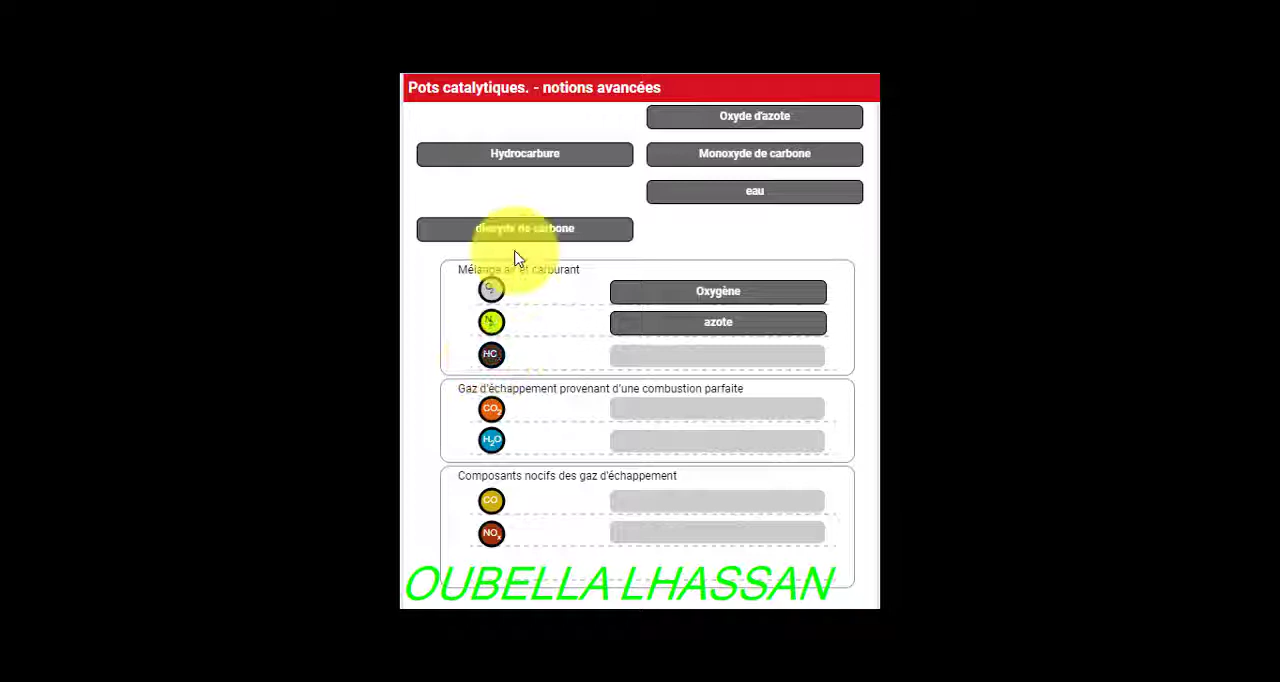 Pots catalytiques. - notions avancées
Oxyde d'azote
Hydrocarbure
Monoxyde de carbone
eau
dioxyde de carbone
Mélange air et carburant
O2
Oxygène
N2
azote
HC
Gaz d'échappement provenant d'une combustion parfaite
CO2
H2O
Composants nocifs des gaz d'échappement
CO
NOx
OUBELLA LHASSAN